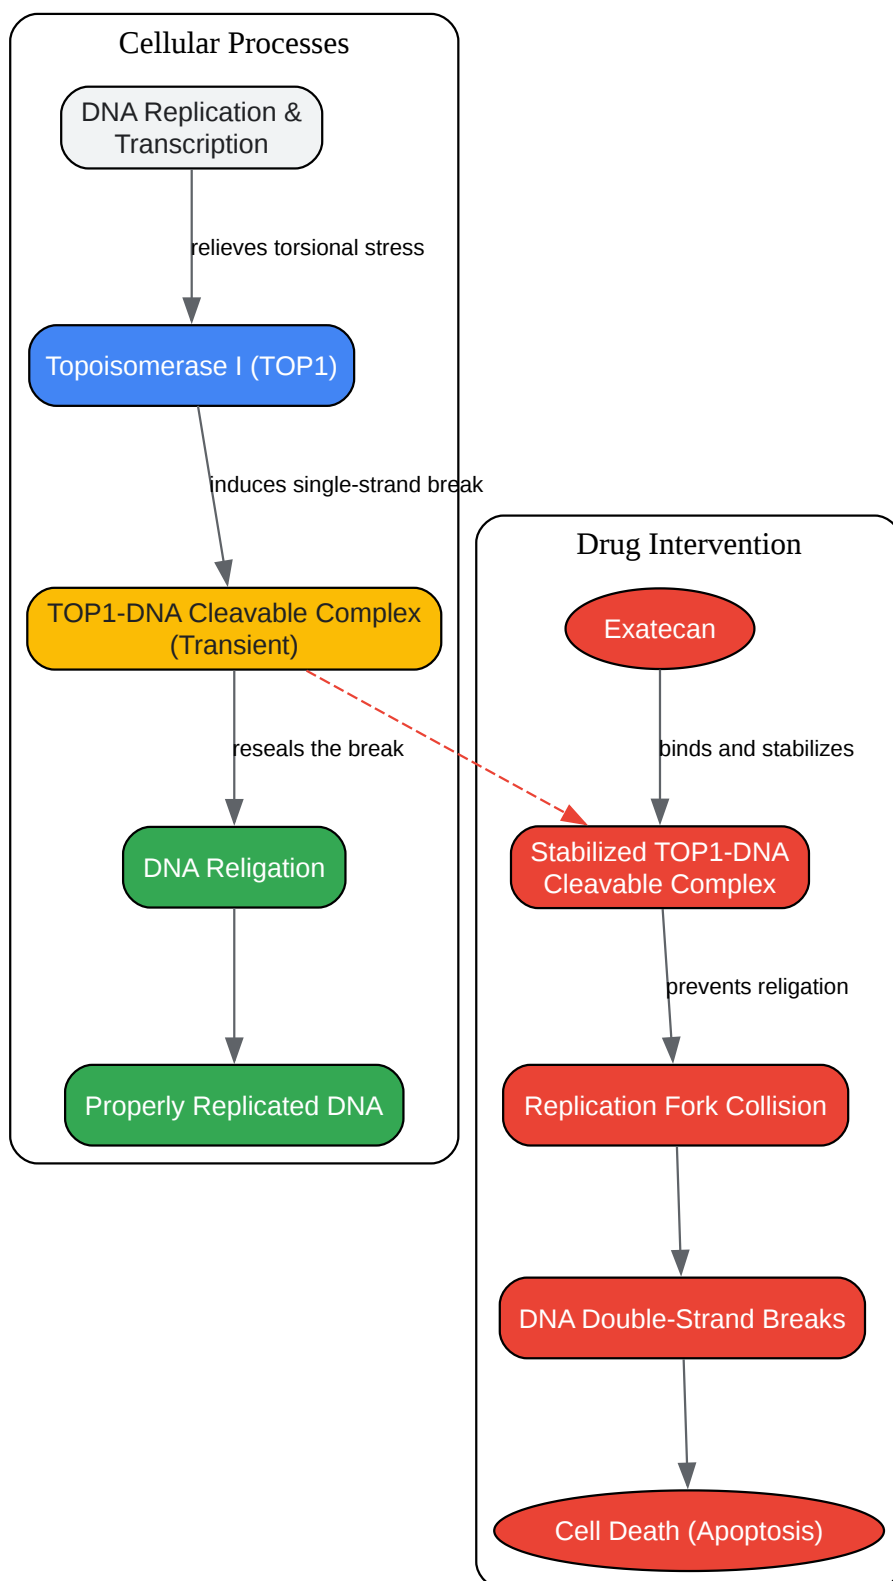 Cellular Processes
DNA Replication &
Transcription
relieves torsional stress
Topoisomerase I (TOP1)
induces single-strand break
TOP1-DNA Cleavable Complex
(Transient)
reseals the break
DNA Religation
Properly Replicated DNA
Drug Intervention
Exatecan
binds and stabilizes
Stabilized TOP1-DNA
Cleavable Complex
prevents religation
Replication Fork Collision
DNA Double-Strand Breaks
Cell Death (Apoptosis)